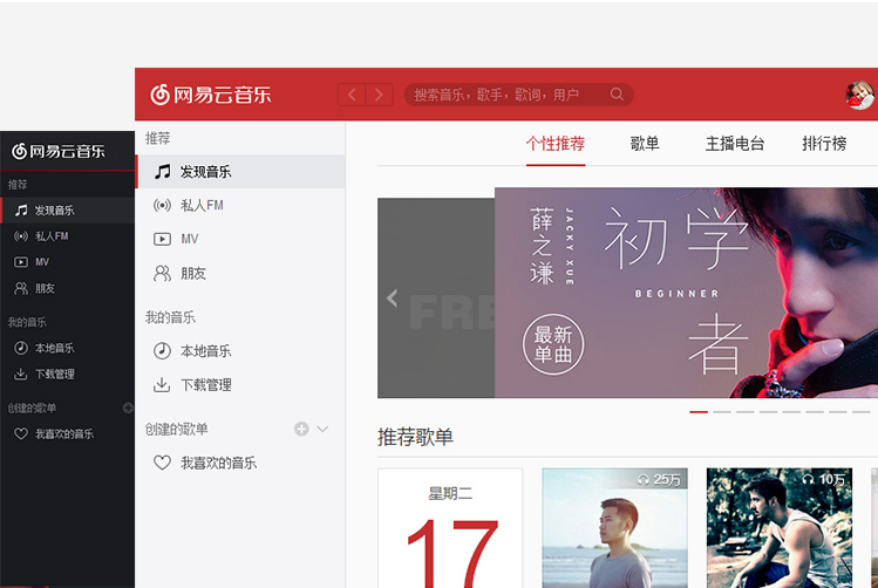 网易云音乐
搜索音乐，歌手，歌词，用户
网易云音乐
推荐
发现音乐
私人FM
MV
朋友
我的音乐
本地音乐
下载管理
创建的歌单
我喜欢的音乐
推荐
发现音乐
私人FM
MV
朋友
我的音乐
本地音乐
下载管理
创建的歌单
我喜欢的音乐
个性推荐 歌单 主播电台 排行榜
FRE
薛之谦
JACKY XUE
初学者
BEGINNER
最新
单曲
推荐歌单
星期二
17
25万
10万